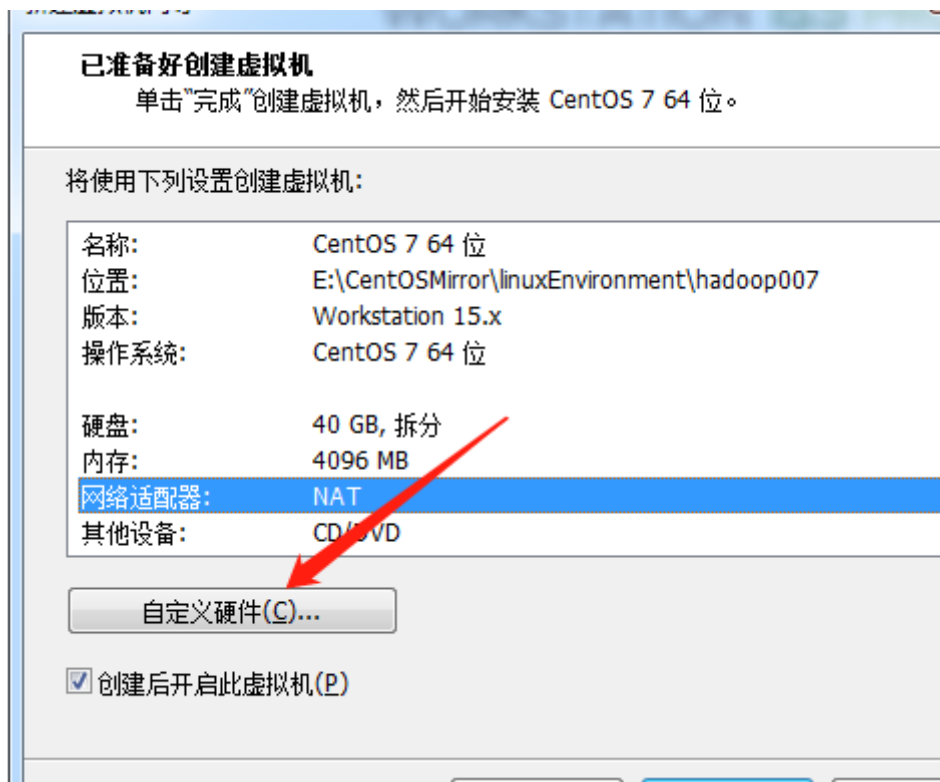 已准备好创建虚拟机
单击"完成"创建虚拟机，然后开始安装 CentOS 7 64 位。
将使用下列设置创建虚拟机:
名称: CentOS 7 64 位
位置: E:\CentOSMirror\linuxEnvironment\hadoop007
版本: Workstation 15.x
操作系统: CentOS 7 64 位
硬盘: 40 GB, 拆分
内存: 4096 MB
网络适配器: NAT
其他设备: CD/DVD
自定义硬件(C)...
创建后开启此虚拟机(P)